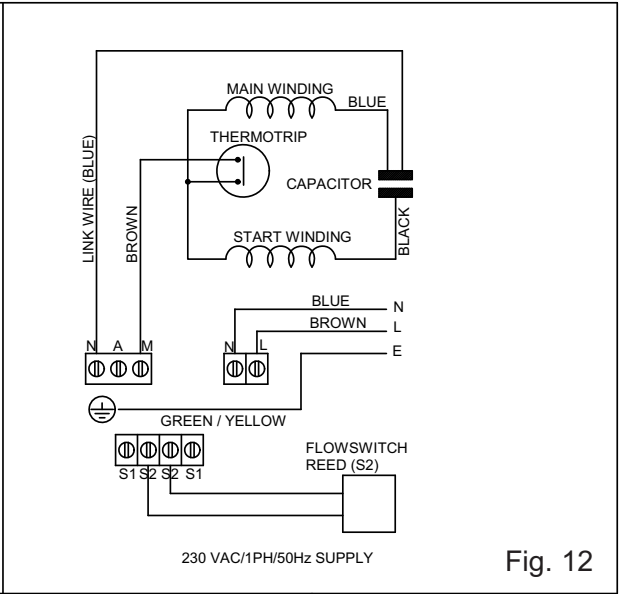 MAIN WINDING
BLUE
THERMOTRIP
CAPACITOR
LINK WIRE (BLUE)
BROWN
BLACK
START WINDING
BLUE
N
BROWN
L
E
N A M
N L
GREEN / YELLOW
FLOWSWITCH
REED (S2)
S1 S2 S2 S1
230 VAC/1PH/50Hz SUPPLY
Fig. 12